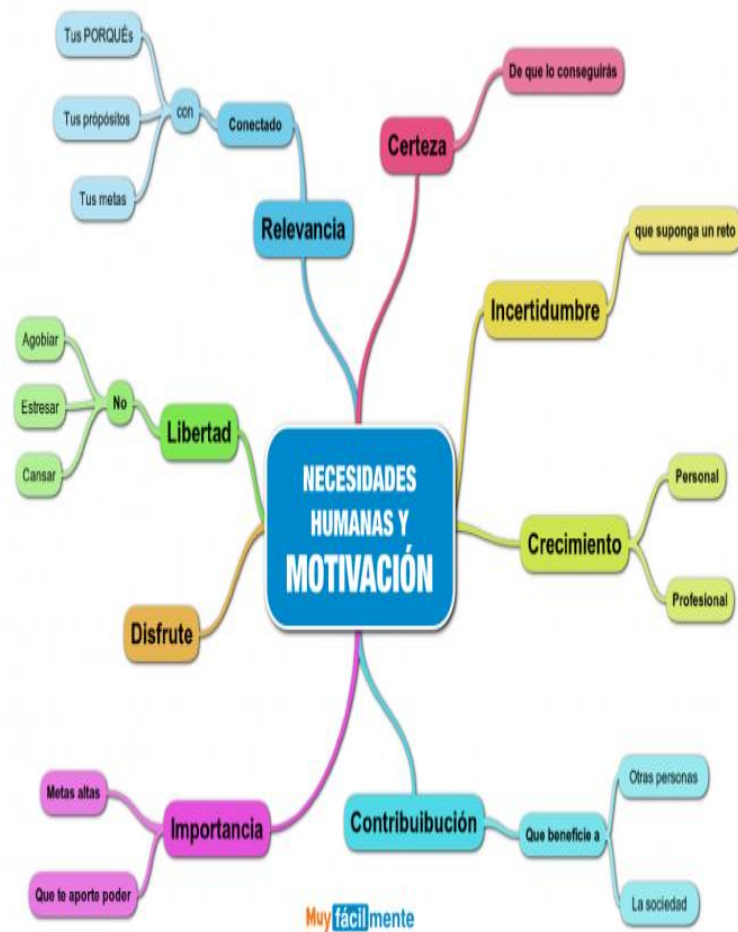 Tus PORQUÉs
Tus própósitos
Tus metas
con
Conectado
Relevancia
De que lo conseguirás
Certeza
que suponga un reto
Incertidumbre
Agobiar
Estresar
Cansar
No
Libertad
NECESIDADES
HUMANAS Y
MOTIVACIÓN
Personal
Crecimiento
Profesional
Disfrute
Metas altas
Importancia
Que te aporte poder
Contribuibución
Que beneficie a
Otras personas
La sociedad
Muy fácil mente